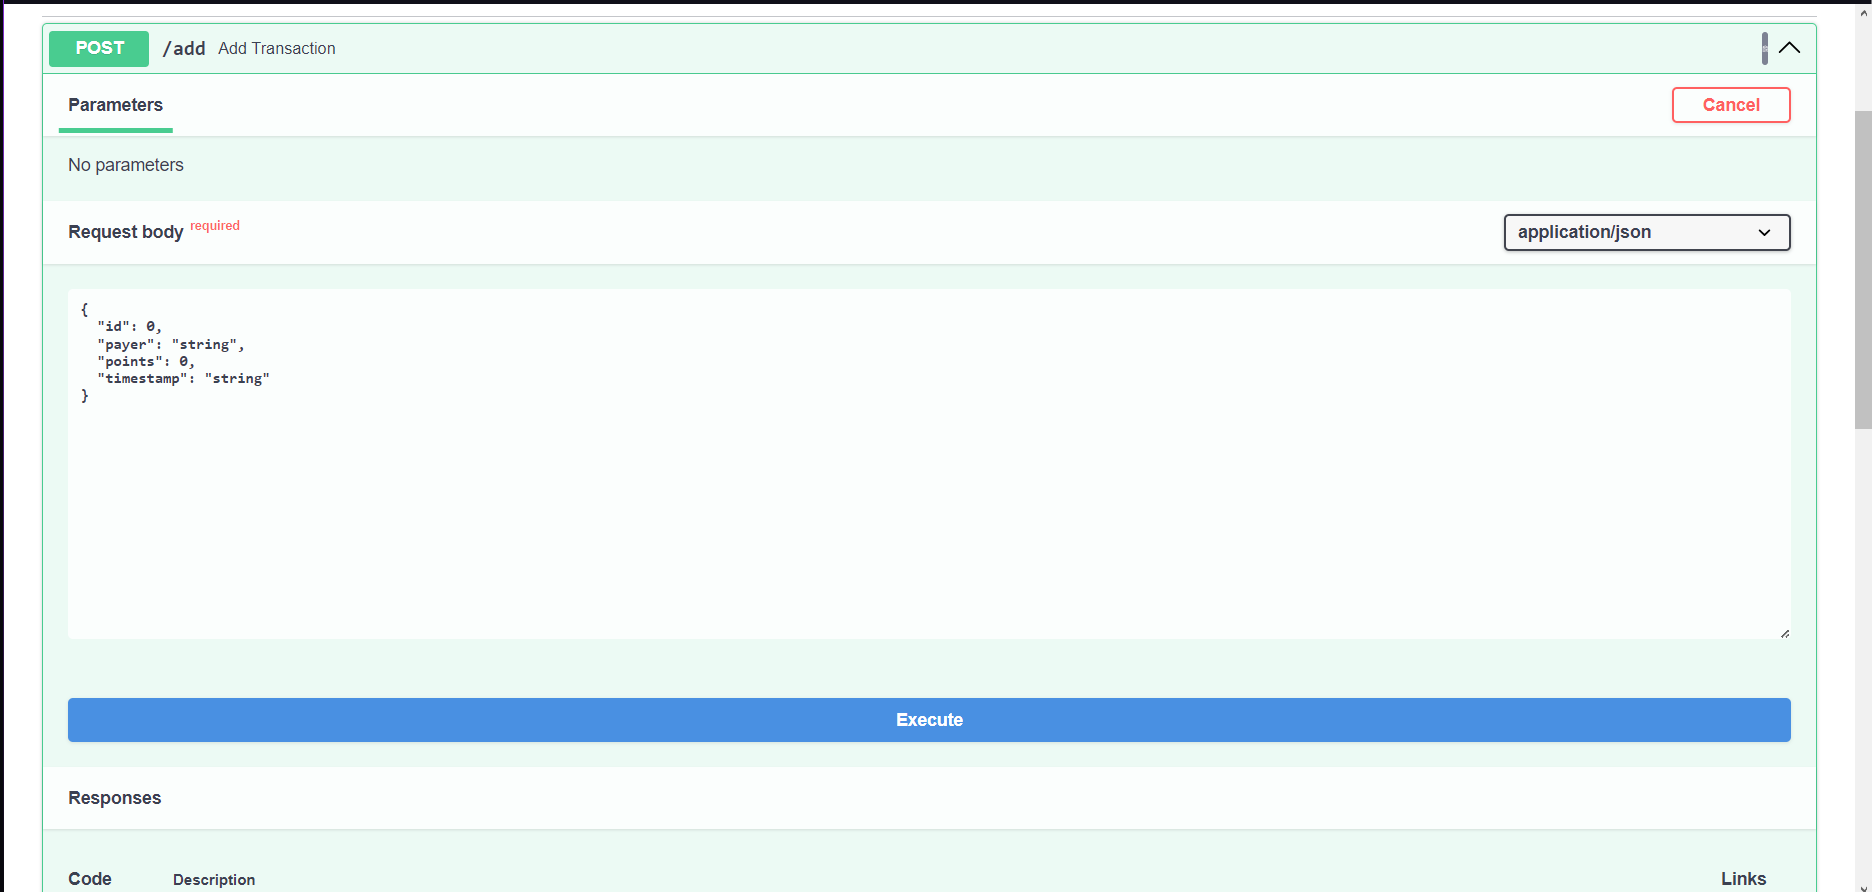 POST /add Add Transaction
Parameters
Cancel
No parameters
Request body required
application/json
{
  "id": 0,
  "payer": "string",
  "points": 0,
  "timestamp": "string"
}
Execute
Responses
Code Description Links